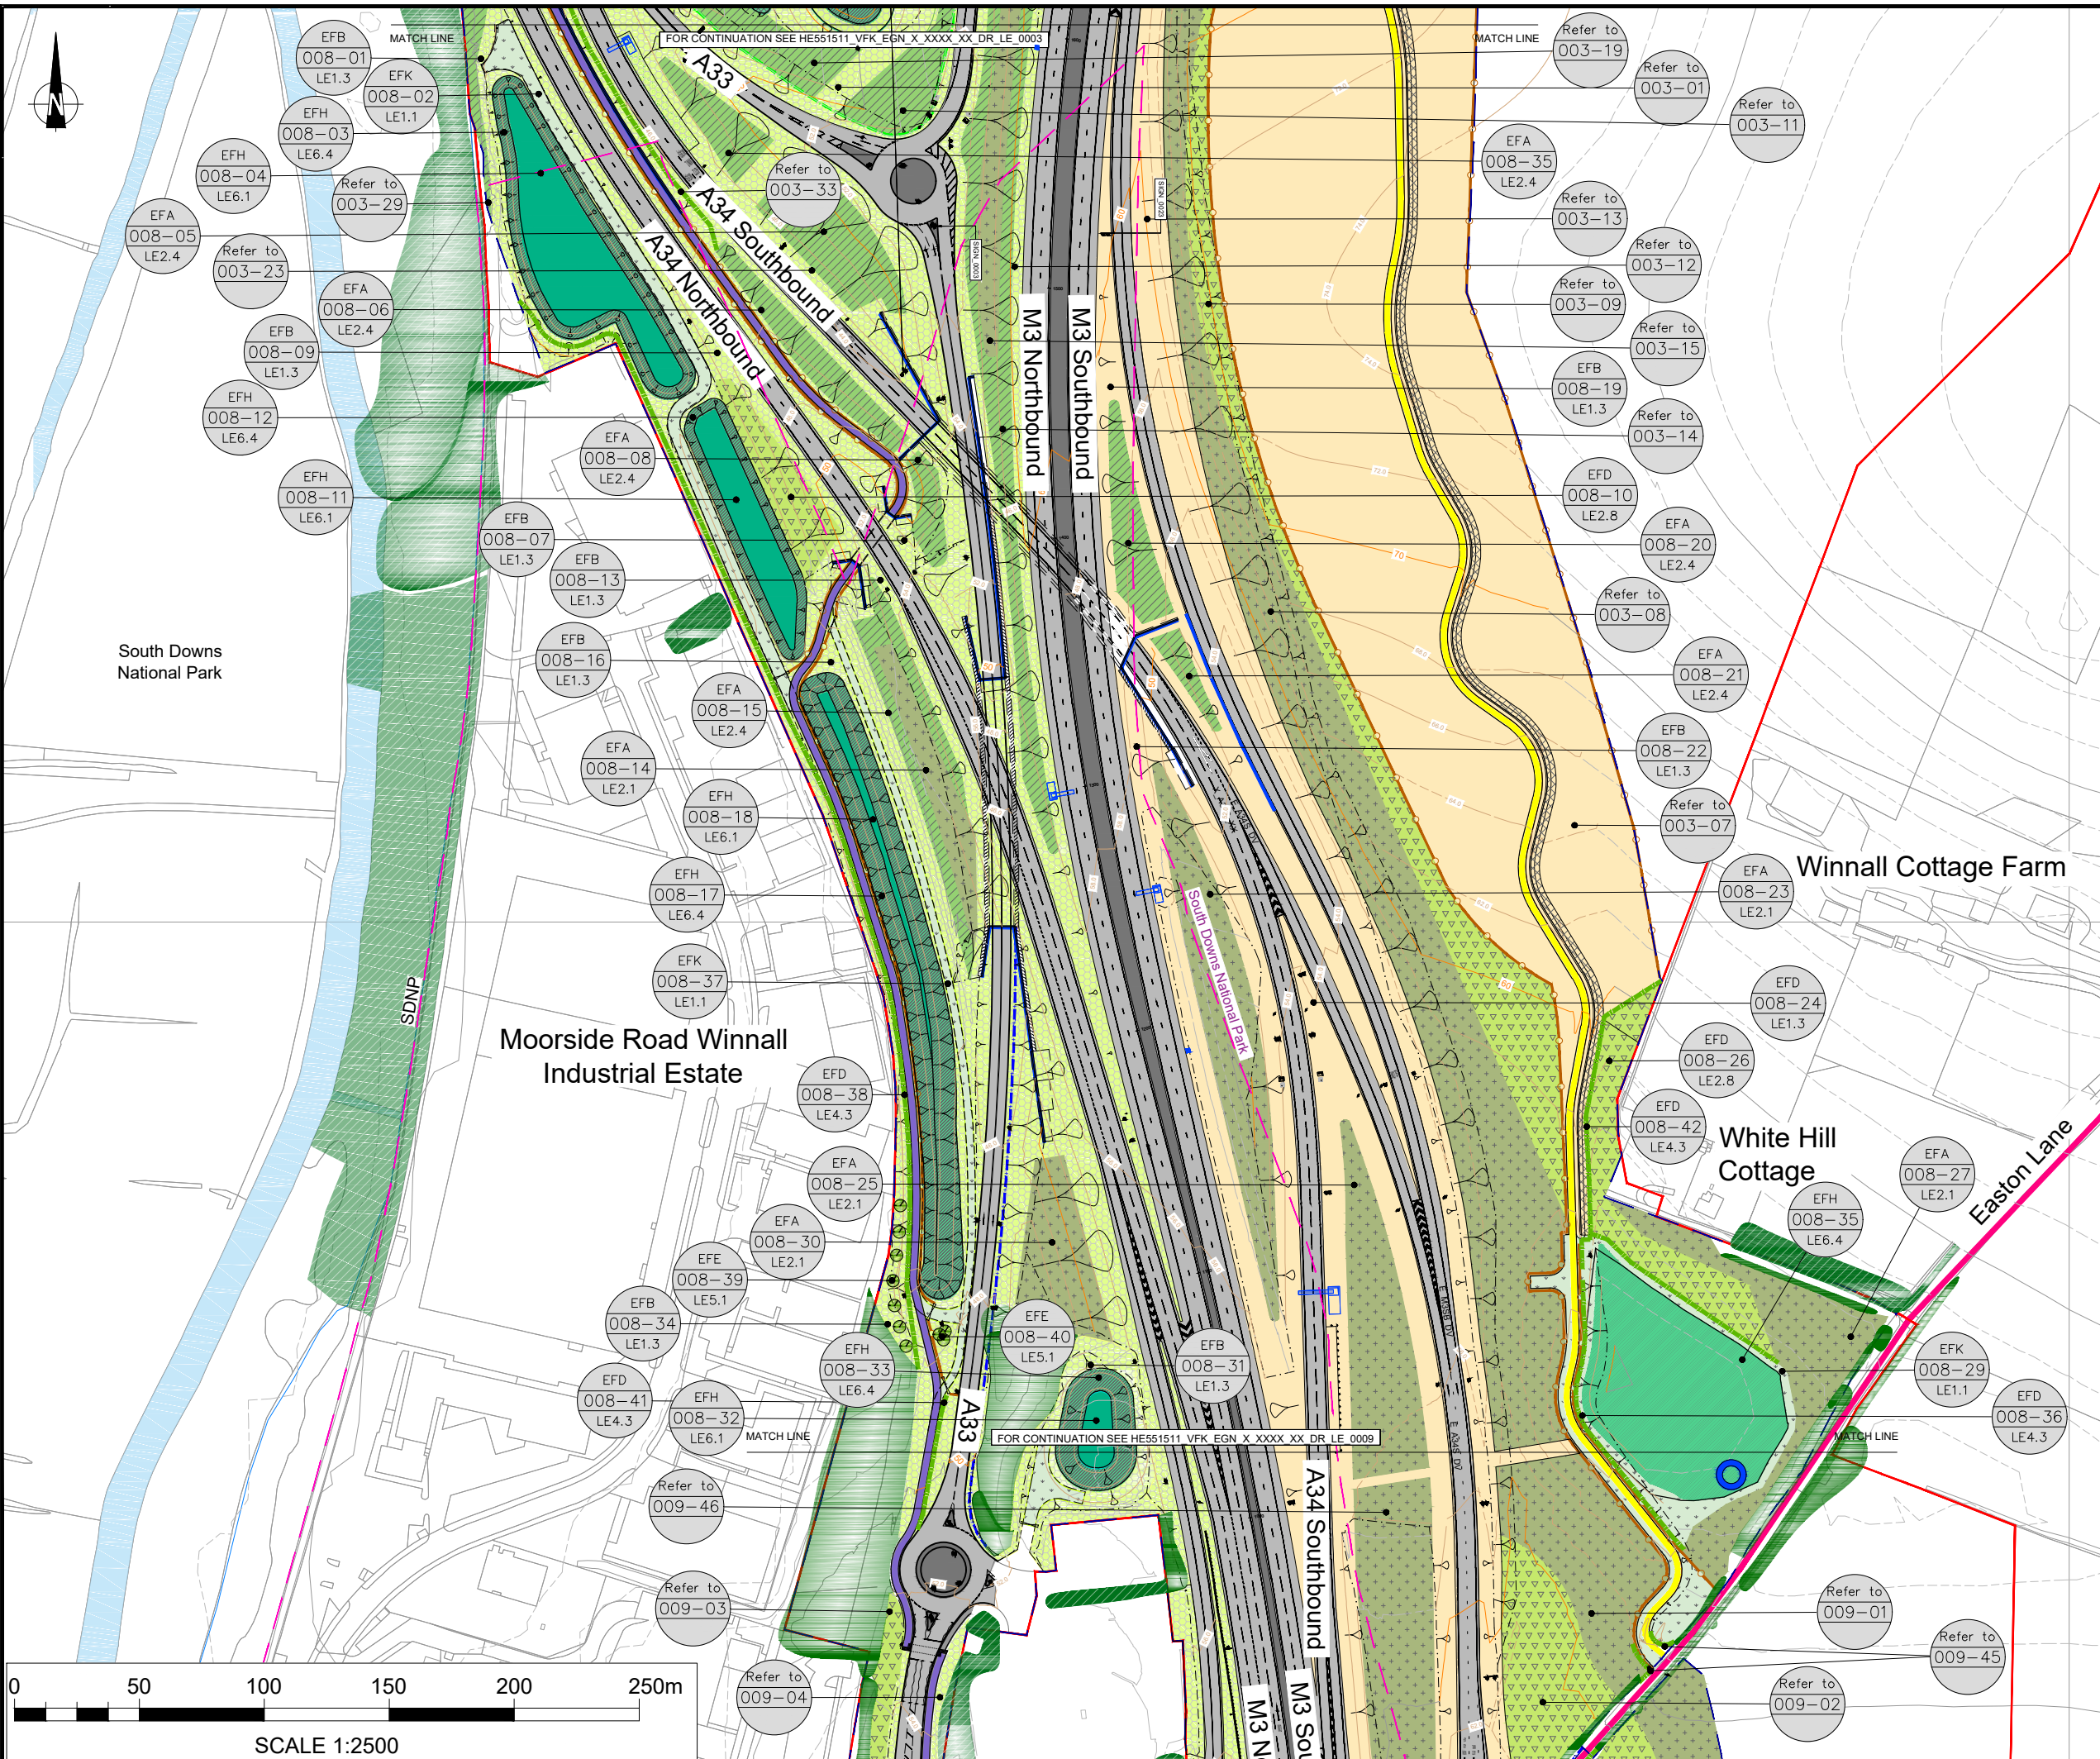 EFB
008-01
LE1.3
MATCH LINE
FOR CONTINUATION SEE HE551511_VFK_EGN_X_XXXX_XX_DR_LE_0003
MATCH LINE
Refer to
003-19
EFK
008-02
LE1.1
A33
Refer to
003-01
N
EFH
008-03
LE6.4
Refer to
003-11
EFH
008-04
LE6.1
EFA
008-35
LE2.4
Refer to
003-29
Refer to
003-33
A34 Southbound
SIGN_0023
Refer to
003-13
EFA
008-05
LE2.4
A34 Northbound
SIGN_0003
Refer to
003-23
Refer to
003-12
EFA
008-06
LE2.4
M3 Northbound
M3 Southbound
Refer to
003-09
EFB
008-09
LE1.3
Refer to
003-15
EFB
008-19
LE1.3
EFH
008-12
LE6.4
Refer to
003-14
EFA
008-08
LE2.4
EFH
008-11
LE6.1
EFD
008-10
LE2.8
EFB
008-07
LE1.3
EFA
008-20
LE2.4
EFB
008-13
LE1.3
70
Refer to
003-08
South Downs
National Park
EFB
008-16
LE1.3
50
50
EFA
008-21
LE2.4
EFA
008-15
LE2.4
EFB
008-22
LE1.3
EFA
008-14
LE2.1
EFH
008-18
LE6.1
Refer to
003-07
E A34S DV
Winnall Cottage Farm
EFH
008-17
LE6.4
EFA
008-23
LE2.1
South Downs National Park
EFK
008-37
LE1.1
60
SDNP
EFD
008-24
LE1.3
Moorside Road Winnall
Industrial Estate
EFD
008-26
LE2.8
EFD
008-38
LE4.3
EFD
008-42
LE4.3
White Hill
Cottage
EFA
008-25
LE2.1
EFA
008-27
LE2.1
Easton Lane
EFH
008-35
LE6.4
EFA
008-30
LE2.1
EFE
008-39
LE5.1
E M3SB DV
EFB
008-34
LE1.3
EFE
008-40
LE5.1
EFB
008-31
LE1.3
EFH
008-33
LE6.4
EFK
008-29
LE1.1
EFD
008-41
LE4.3
EFH
008-32
LE6.1
A33
EFD
008-36
LE4.3
MATCH LINE
FOR CONTINUATION SEE HE551511_VFK_EGN_X_XXXX_XX_DR_LE_0009
E A34S DV
MATCH LINE
50
Refer to
009-46
A34 Southbound
Refer to
009-03
Refer to
009-01
Refer to
009-45
Refer to
009-04
Refer to
009-02
M3 No
M3 Sou
0 50 100 150 200 250m
SCALE 1:2500